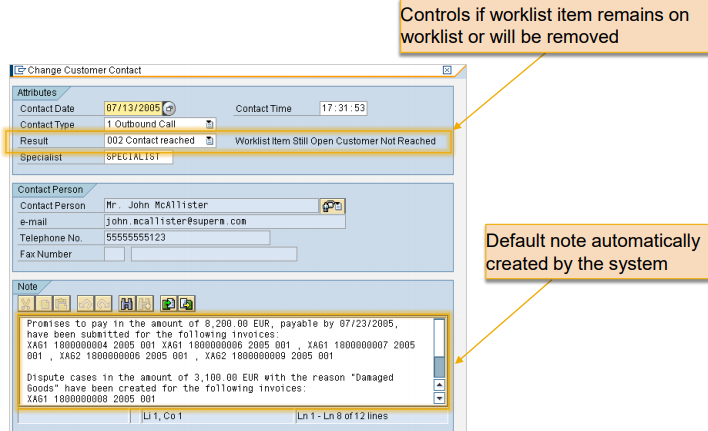 Controls if worklist item remains on
worklist or will be removed
Change Customer Contact
Attributes
Contact Date 07/13/2005 Contact Time 17:31:53
Contact Type 1 Outbound Call
Result 002 Contact reached Worklist Item Still Open Customer Not Reached
Specialist SPECIALIST
Contact Person
Contact Person Mr. John McAllister
e-mail john.mcallister@superm.com
Telephone No. 55555555123
Fax Number
Default note automatically
created by the system
Note
Promises to pay in the amount of 8,200.00 EUR, payable by 07/23/2005,
have been submitted for the following invoices:
XAG1 1800000004 2005 001 XAG1 1800000006 2005 001 , XAG1 1800000007 2005
001 , XAG2 1800000006 2005 001 , XAG2 1800000009 2005 001
Dispute cases in the amount of 3,100.00 EUR with the reason "Damaged
Goods" have been created for the following invoices:
XAG1 1800000008 2005 001
Li 1, Co 1 Ln 1 - Ln 8 of 12 lines